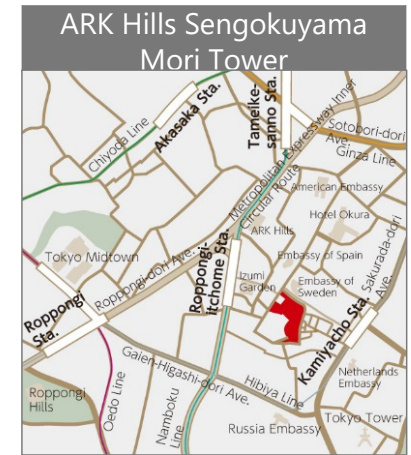 ARK Hills Sengokuyama
Mori Tower
Chiyoda Line
Akasaka Sta.
Tameike-
sanno Sta.
Metropolitan Expressway Inner
Circular Route
Sotobori-dori
Ave.
Ginza Line
American Embassy
Hotel Okura
ARK Hills
Embassy of Spain
Sakurada-dori
Ave.
Tokyo Midtown
Roppongi-dori Ave.
Roppongi-
itchome Sta.
Izumi
Garden
Embassy of
Sweden
Roppongi
Sta.
Kamiyacho Sta.
Gaien-Higashi-dori Ave.
Hibiya Line
Netherlands
Embassy
Roppongi
Hills
Oedo Line
Namboku
Line
Russia Embassy
Tokyo Tower